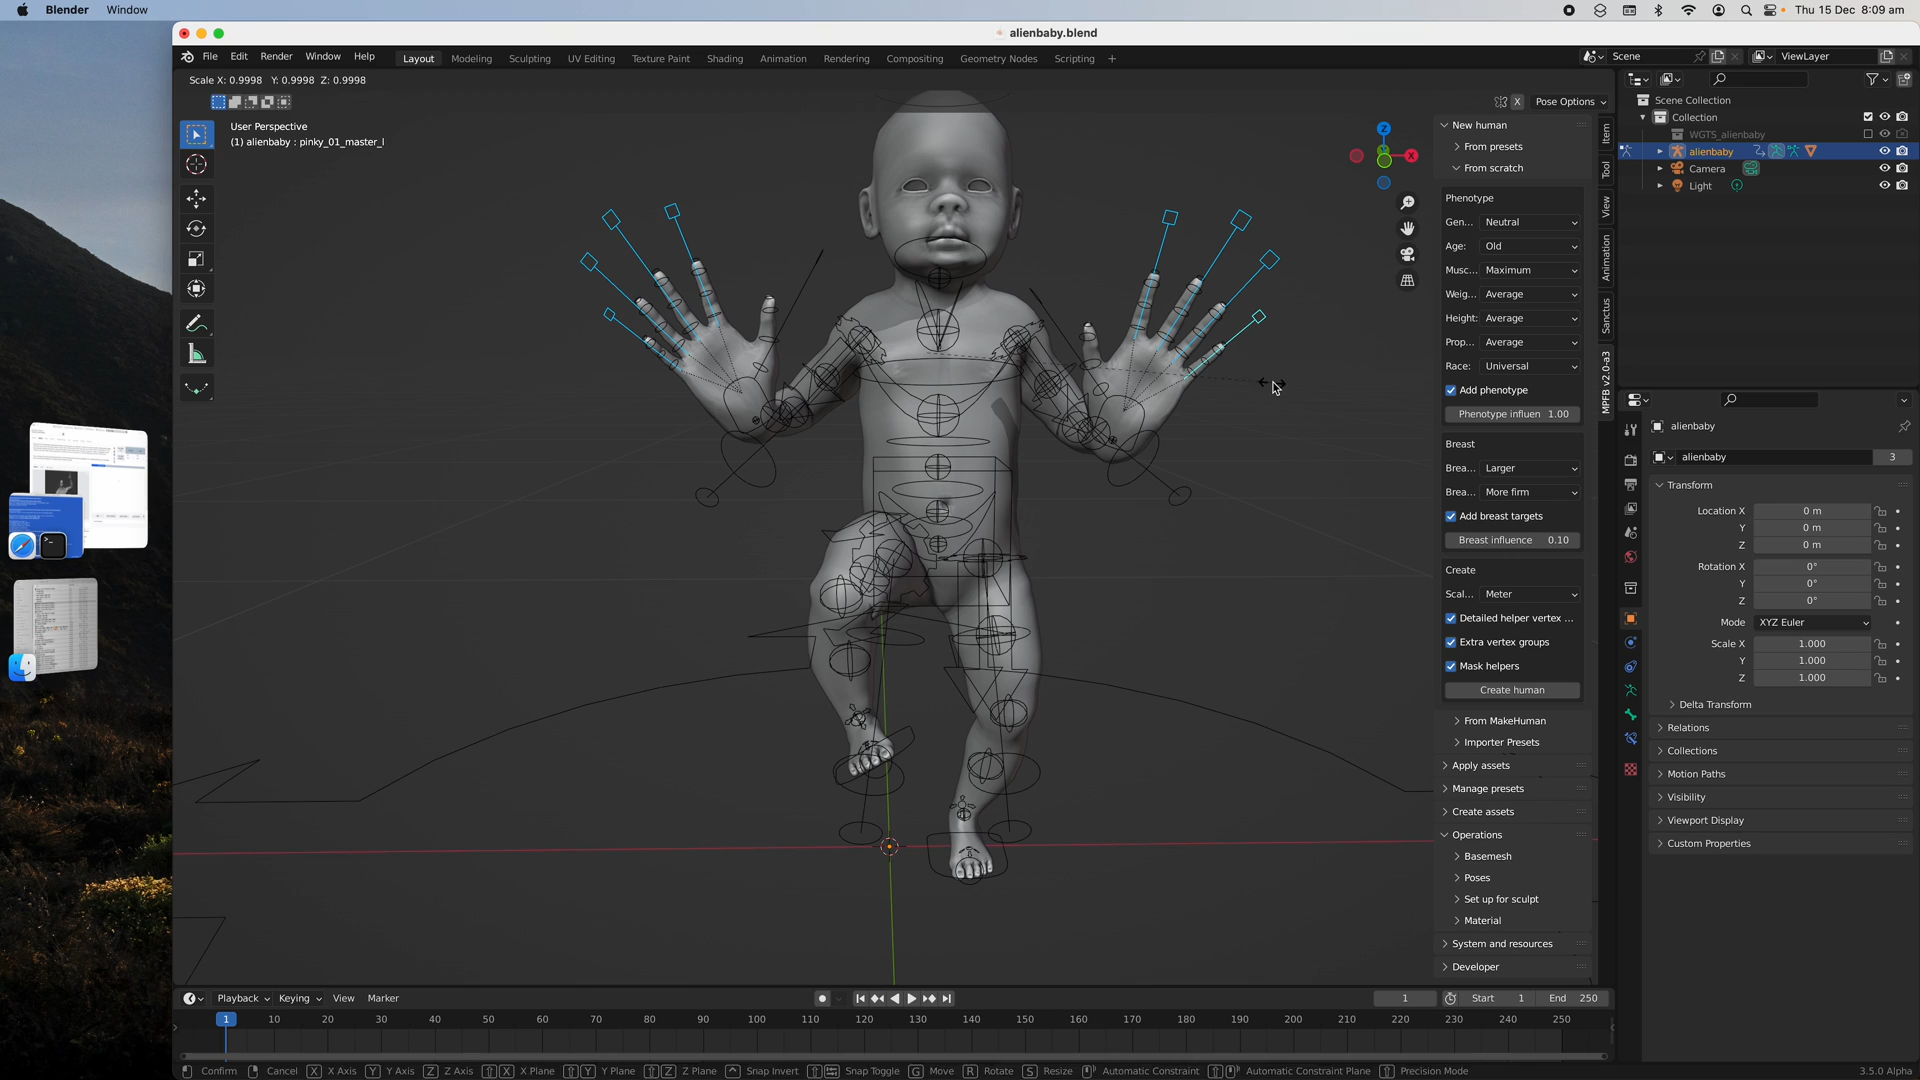 Blender Window
Thu 15 Dec 8:09 am
alienbaby.blend
File Edit Render Window Help
Layout Modeling Sculpting UV Editing Texture Paint Shading Animation Rendering Compositing Geometry Nodes Scripting +
Scene
ViewLayer
Scale X: 0.9998 Y: 0.9998 Z: 0.9998
X
Pose Options
User Perspective
(1) alienbaby : pinky_01_master_l
Z
X
New human
From presets
From scratch
Phenotype
Gen... Neutral
Age: Old
Musc... Maximum
Weig... Average
Height: Average
Prop... Average
Race: Universal
Add phenotype
Phenotype influen 1.00
Breast
Brea... Larger
Brea... More firm
Add breast targets
Breast influence 0.10
Create
Scal... Meter
Detailed helper vertex ...
Extra vertex groups
Mask helpers
Create human
From MakeHuman
Importer Presets
Apply assets
Manage presets
Create assets
Operations
Basemesh
Poses
Set up for sculpt
Material
System and resources
Developer
Item
Tool
View
Animation
Sanctus
MPFB v2.0-a3
Scene Collection
Collection
WGTS_alienbaby
alienbaby
Camera
Light
alienbaby
alienbaby 3
Transform
Location X 0 m
Y 0 m
Z 0 m
Rotation X 0°
Y 0°
Z 0°
Mode XYZ Euler
Scale X 1.000
Y 1.000
Z 1.000
Delta Transform
Relations
Collections
Motion Paths
Visibility
Viewport Display
Custom Properties
Playback Keying View Marker
1
Start 1
End 250
1 10 20 30 40 50 60 70 80 90 100 110 120 130 140 150 160 170 180 190 200 210 220 230 240 250
Confirm Cancel X X Axis Y Y Axis Z Z Axis X X Plane Y Y Plane Z Z Plane Snap Invert Snap Toggle G Move R Rotate S Resize Automatic Constraint Automatic Constraint Plane Precision Mode
3.5.0 Alpha